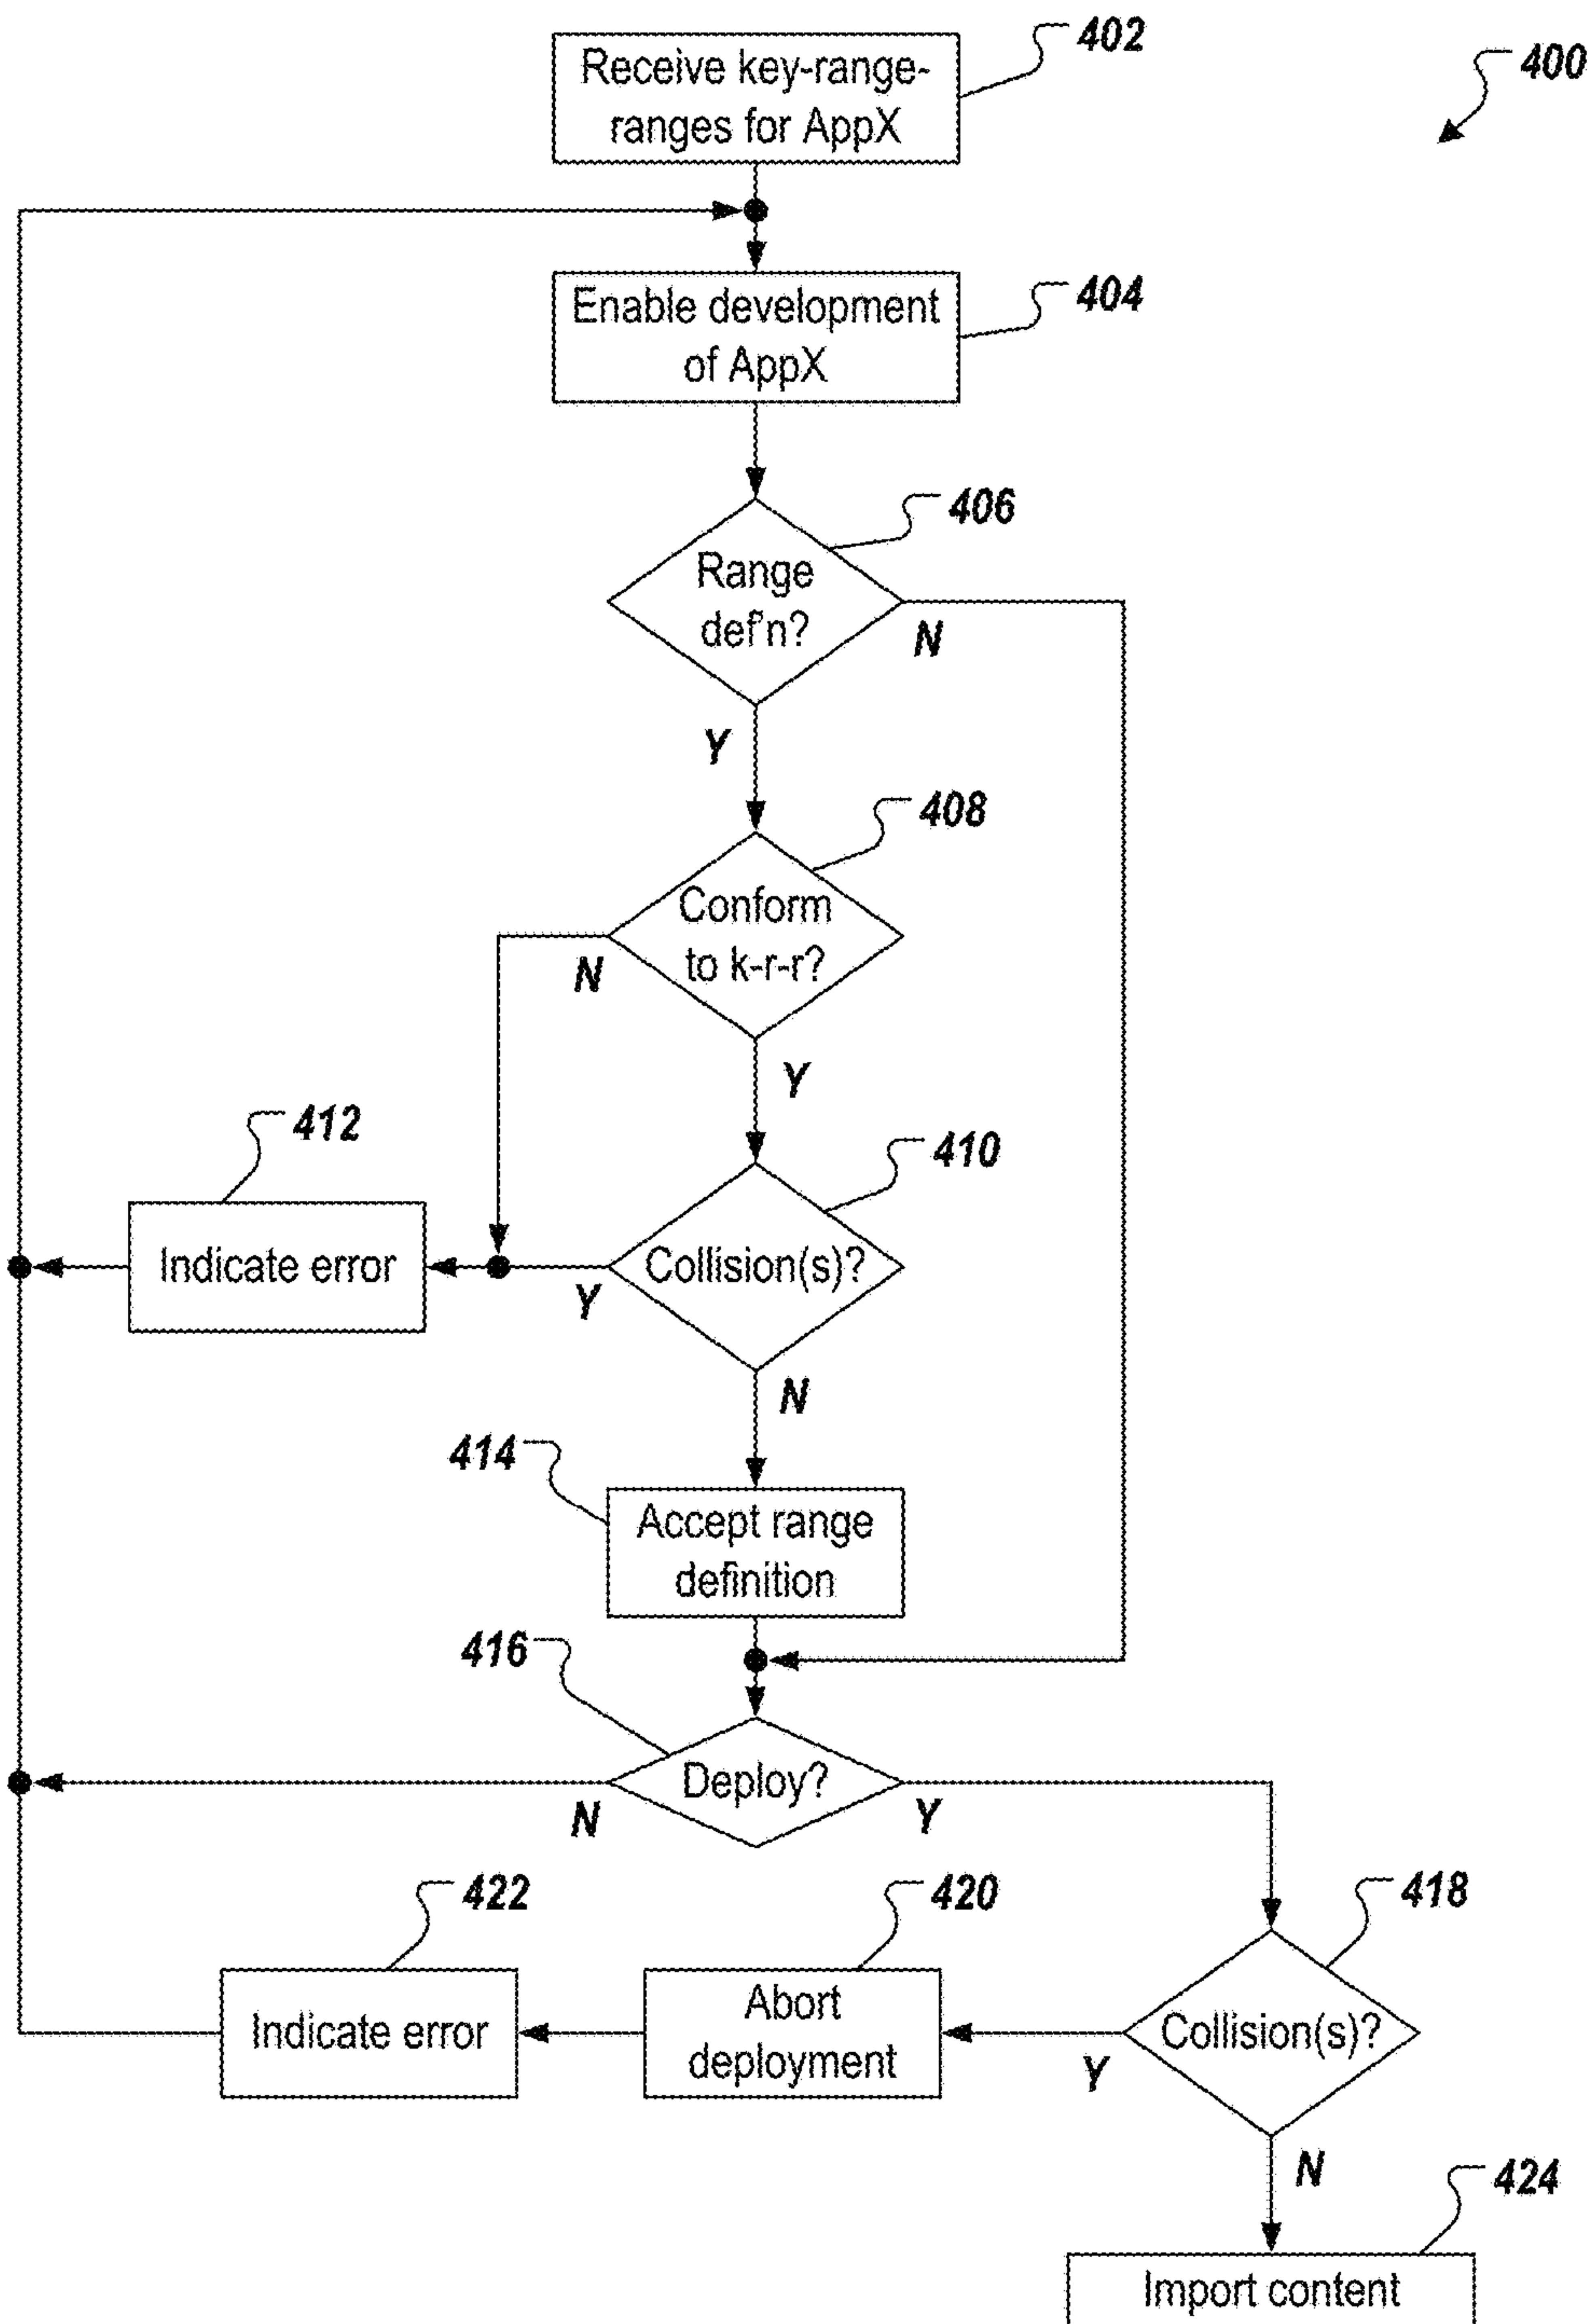 402
400
Receive key-range-
ranges for AppX
404
Enable development
of AppX
406
Range
def'n?
N
Y
408
Conform
to k-r-r?
N
Y
412
410
Indicate error
Collision(s)?
Y
N
414
Accept range
definition
416
Deploy?
N
Y
422
420
418
Indicate error
Abort
deployment
Collision(s)?
Y
N
424
Import content